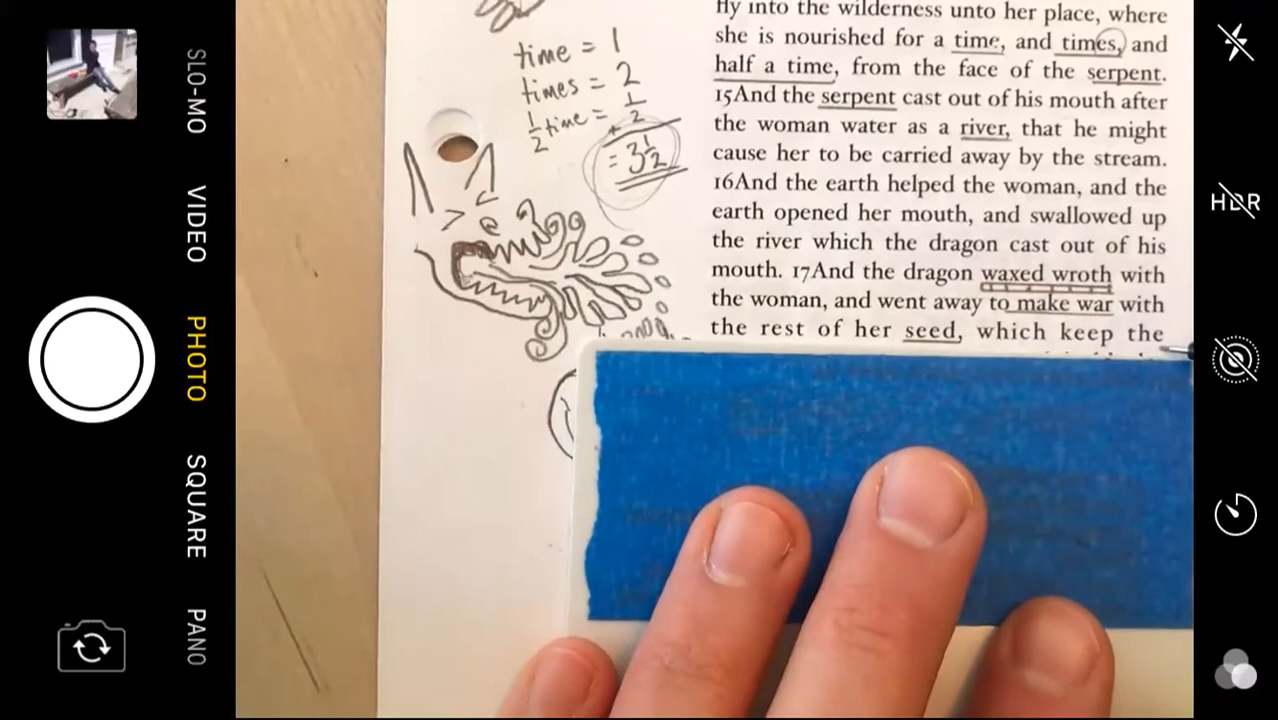 SLO-MO
VIDEO
PHOTO
SQUARE
PANO
HDR
time = 1
times = 2
1/2 time = + 1/2
= 3 1/2
fly into the wilderness unto her place, where
she is nourished for a time, and times, and
half a time, from the face of the serpent.
15And the serpent cast out of his mouth after
the woman water as a river, that he might
cause her to be carried away by the stream.
16And the earth helped the woman, and the
earth opened her mouth, and swallowed up
the river which the dragon cast out of his
mouth. 17And the dragon waxed wroth with
the woman, and went away to make war with
the rest of her seed, which keep the